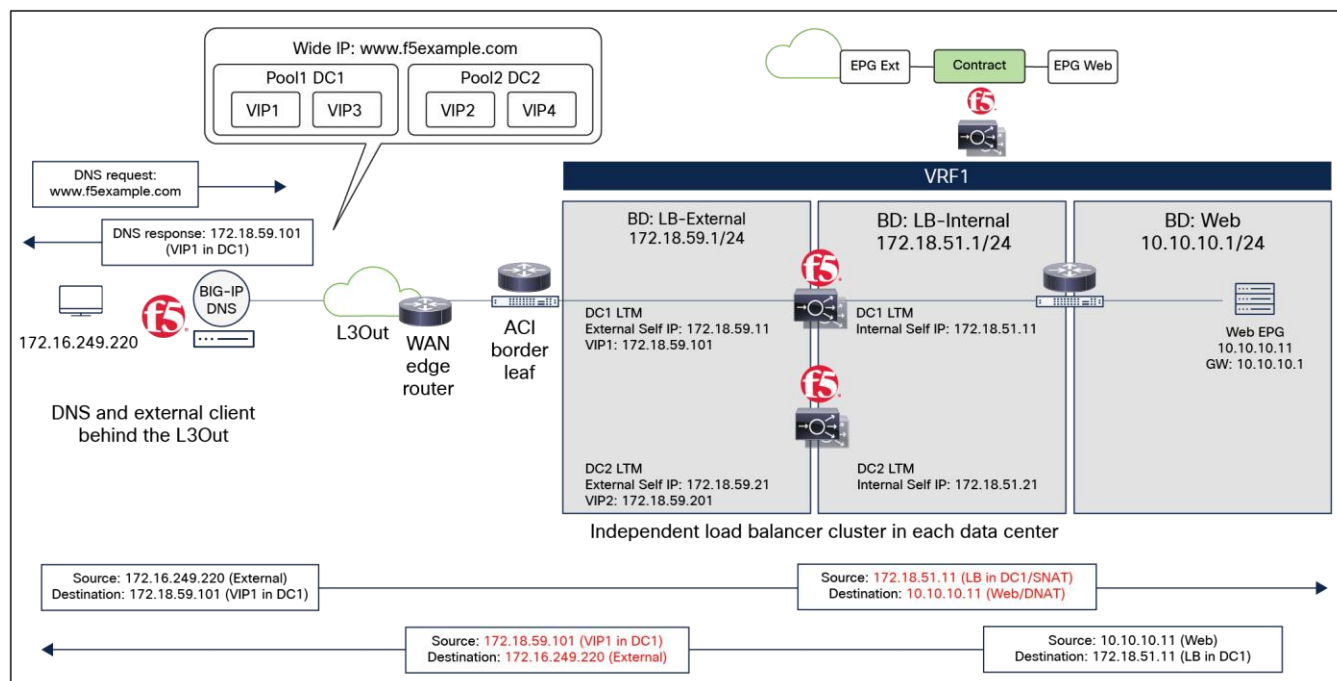 Wide IP: www.f5example.com
Pool1 DC1
VIP1
VIP3
Pool2 DC2
VIP2
VIP4
EPG Ext
Contract
EPG Web
f5
DNS request:
www.f5example.com
DNS response: 172.18.59.101
(VIP1 in DC1)
172.16.249.220
f5
BIG-IP
DNS
L3Out
WAN
edge
router
ACI
border
leaf
DNS and external client
behind the L3Out
VRF1
BD: LB-External
172.18.59.1/24
BD: LB-Internal
172.18.51.1/24
BD: Web
10.10.10.1/24
f5
DC1 LTM
External Self IP: 172.18.59.11
VIP1: 172.18.59.101
DC1 LTM
Internal Self IP: 172.18.51.11
Web EPG
10.10.10.11
GW: 10.10.10.1
f5
DC2 LTM
External Self IP: 172.18.59.21
VIP2: 172.18.59.201
DC2 LTM
Internal Self IP: 172.18.51.21
Independent load balancer cluster in each data center
Source: 172.16.249.220 (External)
Destination: 172.18.59.101 (VIP1 in DC1)
Source: 172.18.51.11 (LB in DC1/SNAT)
Destination: 10.10.10.11 (Web/DNAT)
Source: 172.18.59.101 (VIP1 in DC1)
Destination: 172.16.249.220 (External)
Source: 10.10.10.11 (Web)
Destination: 172.18.51.11 (LB in DC1)